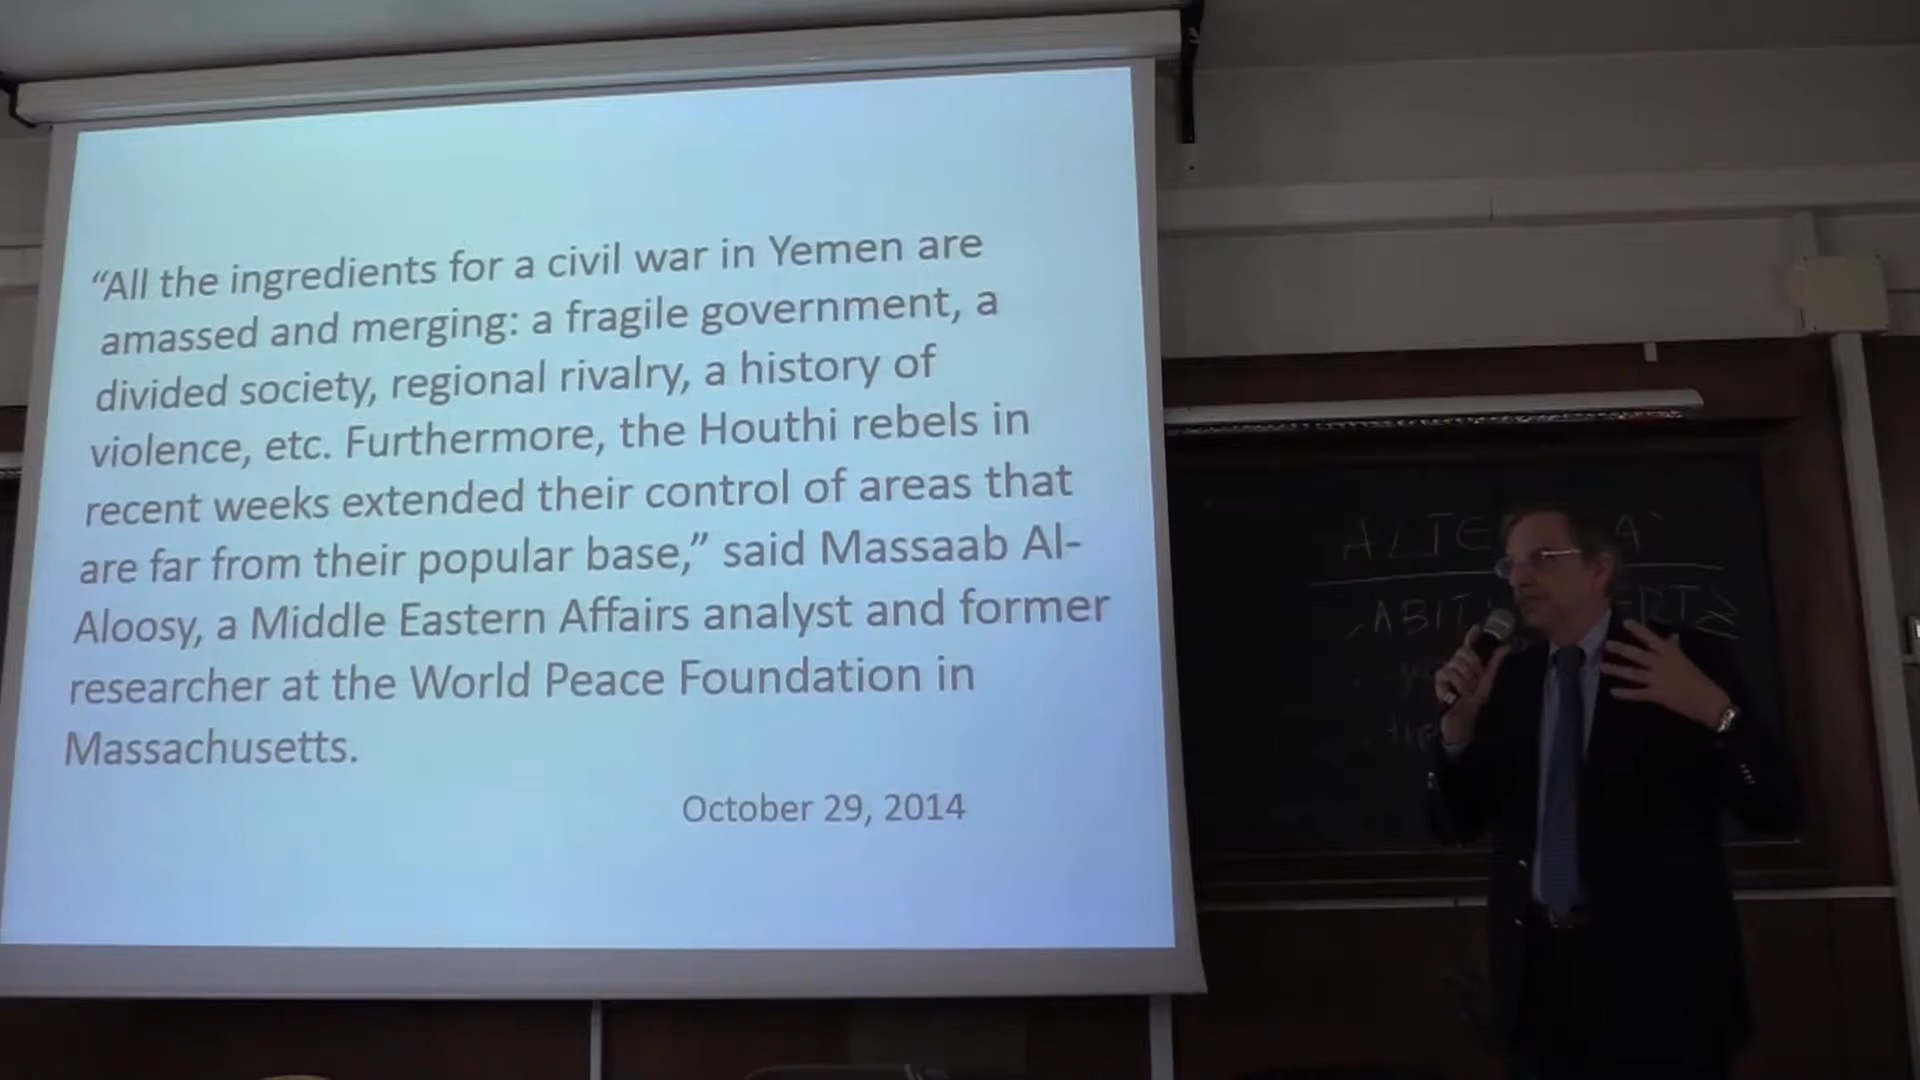 “All the ingredients for a civil war in Yemen are
amassed and merging: a fragile government, a
divided society, regional rivalry, a history of
violence, etc. Furthermore, the Houthi rebels in
recent weeks extended their control of areas that
are far from their popular base,” said Massaab Al-
Aloosy, a Middle Eastern Affairs analyst and former
researcher at the World Peace Foundation in
Massachusetts.
October 29, 2014